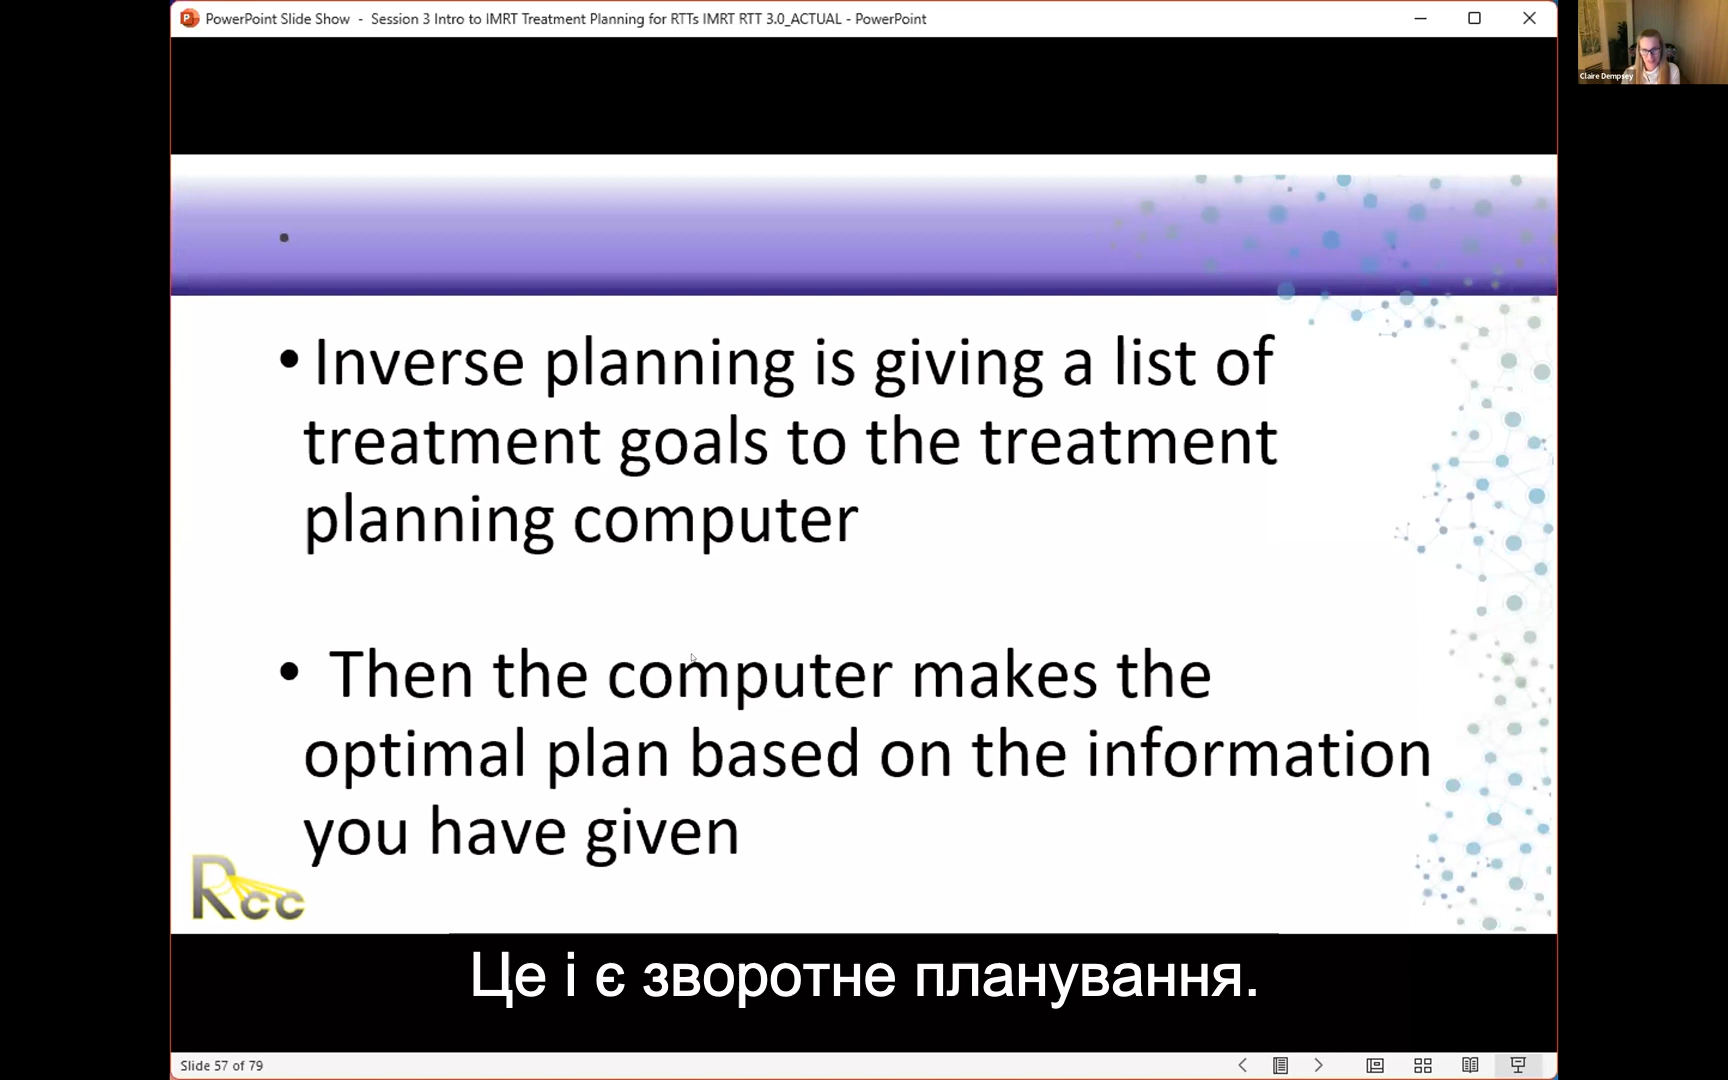 PowerPoint Slide Show - Session 3 Intro to IMRT Treatment Planning for RTTs IMRT RTT 3.0_ACTUAL - PowerPoint
Claire Dempsey
•
• Inverse planning is giving a list of
treatment goals to the treatment
planning computer
• Then the computer makes the
optimal plan based on the information
you have given
Rcc
Це і є зворотне планування.
Slide 57 of 79